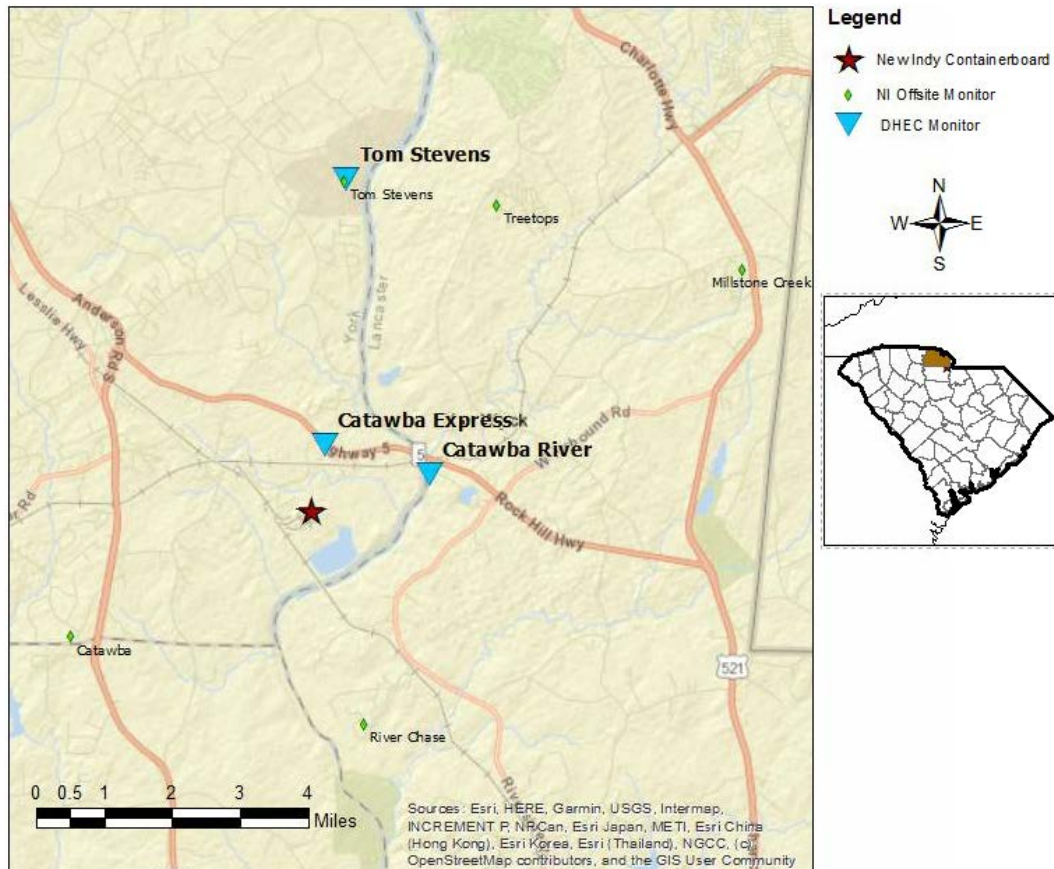 Legend
New Indy Containerboard
NI Offsite Monitor
DHEC Monitor
N
W E
S
Charlotte Hwy
Tom Stevens
Tom Stevens
Treetops
Millstone Creek
Lesslie Hwy
Anderson Rd S
York
Lancaster
Catawba Express
Catawba River
5
Rock Hill Hwy
521
Catawba
River Chase
0 0.5 1 2 3 4
Miles
Sources: Esri, HERE, Garmin, USGS, Intermap,
INCREMENT P, NRCan, Esri Japan, METI, Esri China
(Hong Kong), Esri Korea, Esri (Thailand), NGCC, (c)
OpenStreetMap contributors, and the GIS User Community